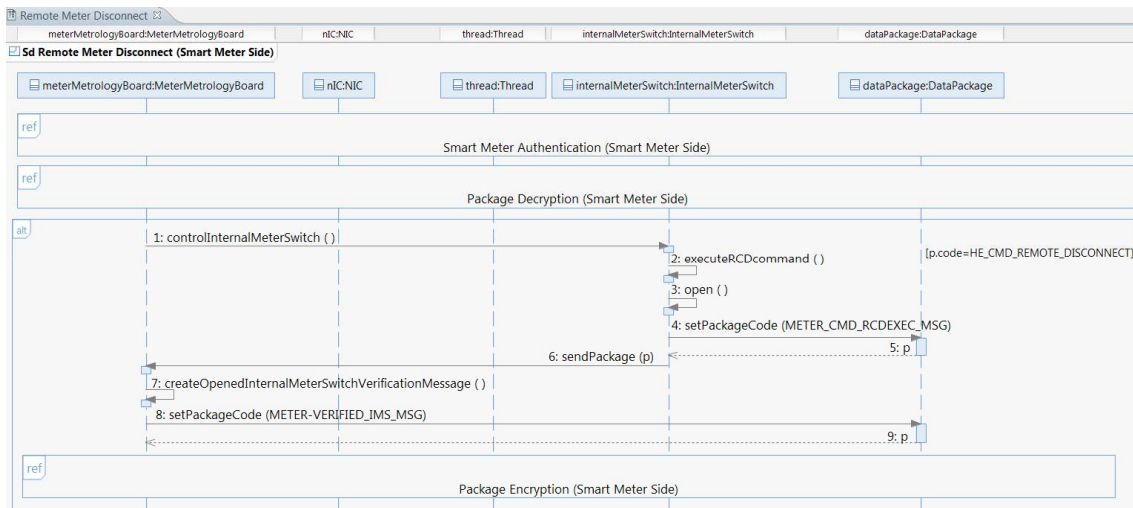 Remote Meter Disconnect
meterMetrologyBoard:MeterMetrologyBoard nIC:NIC thread:Thread internalMeterSwitch:InternalMeterSwitch dataPackage:DataPackage
Sd Remote Meter Disconnect (Smart Meter Side)
meterMetrologyBoard:MeterMetrologyBoard nIC:NIC thread:Thread internalMeterSwitch:InternalMeterSwitch dataPackage:DataPackage
ref
Smart Meter Authentication (Smart Meter Side)
ref
Package Decryption (Smart Meter Side)
alt
1: controlInternalMeterSwitch ( )
[p.code=HE_CMD_REMOTE_DISCONNECT]
2: executeRCDcommand ( )
3: open ( )
4: setPackageCode (METER_CMD_RCDEXEC_MSG)
5: p
6: sendPackage (p)
7: createOpenedInternalMeterSwitchVerificationMessage ( )
8: setPackageCode (METER-VERIFIED_IMS_MSG)
9: p
ref
Package Encryption (Smart Meter Side)